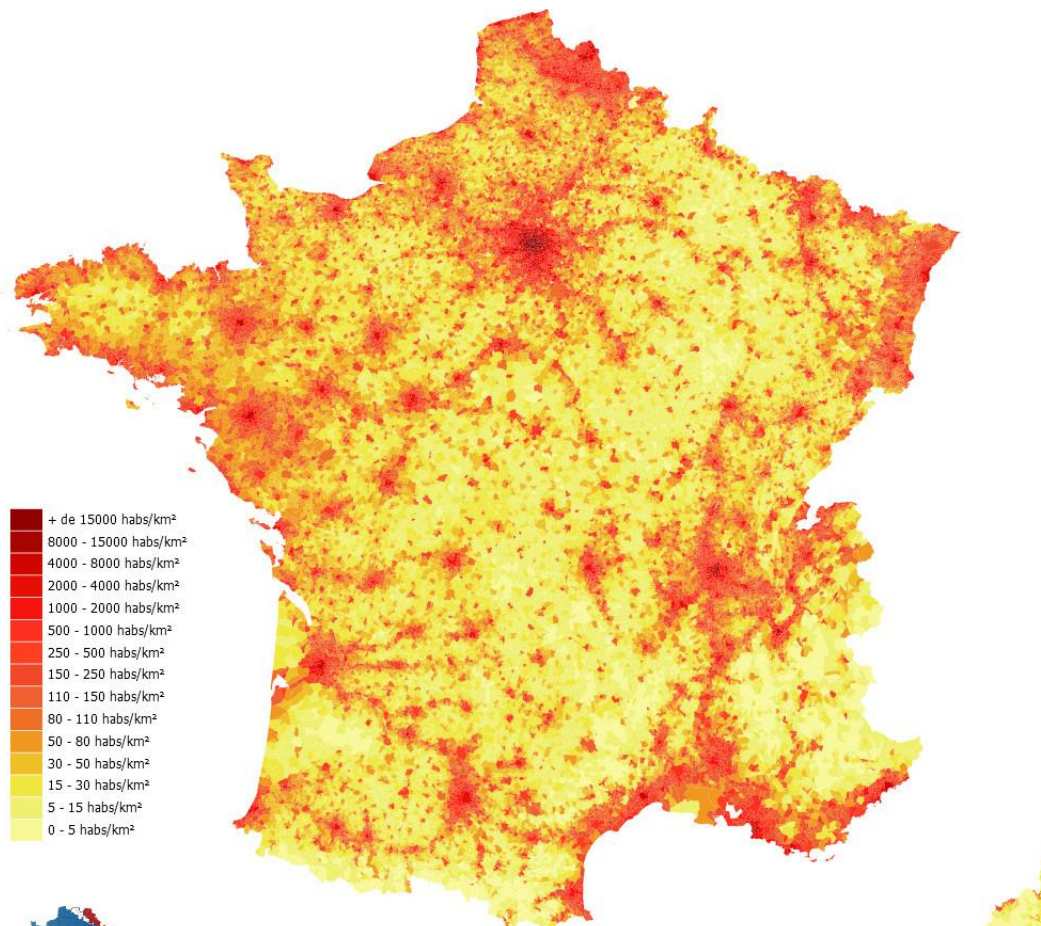 + de 15000 habs/km²
8000 - 15000 habs/km²
4000 - 8000 habs/km²
2000 - 4000 habs/km²
1000 - 2000 habs/km²
500 - 1000 habs/km²
250 - 500 habs/km²
150 - 250 habs/km²
110 - 150 habs/km²
80 - 110 habs/km²
50 - 80 habs/km²
30 - 50 habs/km²
15 - 30 habs/km²
5 - 15 habs/km²
0 - 5 habs/km²